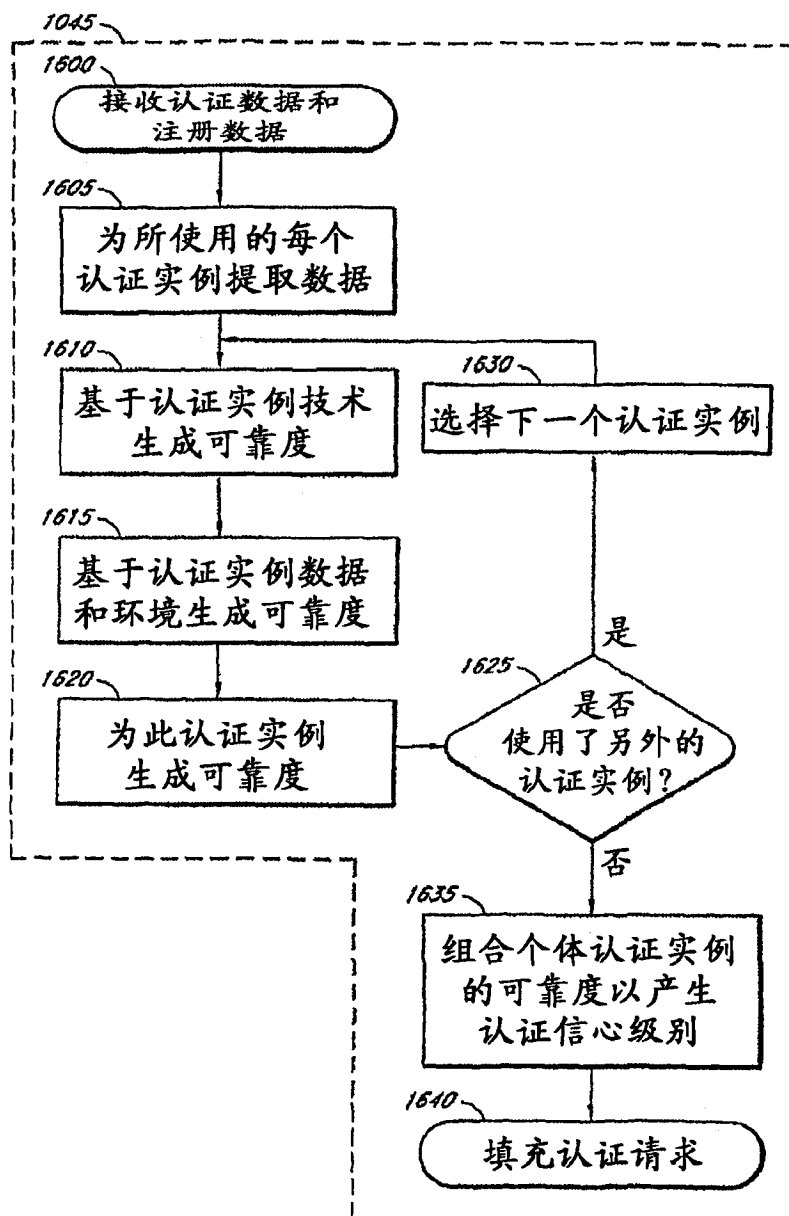 1045
1600
接收认证数据和
注册数据
1605
为所使用的每个
认证实例提取数据
1610
基于认证实例技术
生成可靠度
1615
基于认证实例数据
和环境生成可靠度
1620
为此认证实例
生成可靠度
1625
是否
使用了另外的
认证实例?
是
1630
选择下一个认证实例
否
1635
组合个体认证实例
的可靠度以产生
认证信心级别
1640
填充认证请求